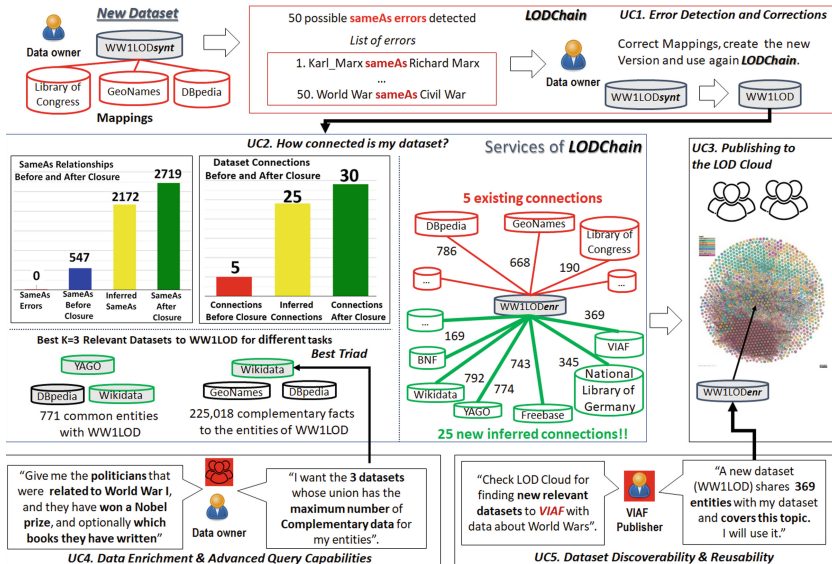 New Dataset
Data owner
WW1LODsynt
Library of
Congress
GeoNames
DBpedia
Mappings
50 possible sameAs errors detected
LODChain
List of errors
1. Karl_Marx sameAs Richard Marx
...
50. World War sameAs Civil War
UC1. Error Detection and Corrections
Data owner
Correct Mappings, create the new
Version and use again LODChain.
WW1LODsynt
WW1LOD
UC2. How connected is my dataset?
Services of LODChain
SameAs Relationships
Before and After Closure
0
547
2172
2719
SameAs
Errors
SameAs
Before
Closure
Inferred
SameAs
SameAs
After
Closure
Dataset Connections
Before and After Closure
5
25
30
Connections
Before Closure
Inferred
Connections
Connections
After Closure
5 existing connections
DBpedia
GeoNames
Library of
Congress
786
668
190
...
...
WW1LODenr
...
169
BNF
Wikidata
792
YAGO
774
743
Freebase
345
National
Library of
Germany
369
VIAF
25 new inferred connections!!
Best K=3 Relevant Datasets to WW1LOD for different tasks
YAGO
DBpedia
Wikidata
771 common entities
with WW1LOD
Best Triad
Wikidata
GeoNames
DBpedia
225,018 complementary facts
to the entities of WW1LOD
UC3. Publishing to
the LOD Cloud
WW1LODenr
"Give me the politicians that
were related to World War I,
and they have won a Nobel
prize, and optionally which
books they have written"
Data owner
"I want the 3 datasets
whose union has the
maximum number of
Complementary data for
my entities".
UC4. Data Enrichment & Advanced Query Capabilities
"Check LOD Cloud for
finding new relevant
datasets to VIAF with
data about World Wars".
VIAF
Publisher
"A new dataset
(WW1LOD) shares 369
entities with my dataset
and covers this topic.
I will use it."
UC5. Dataset Discoverability & Reusability